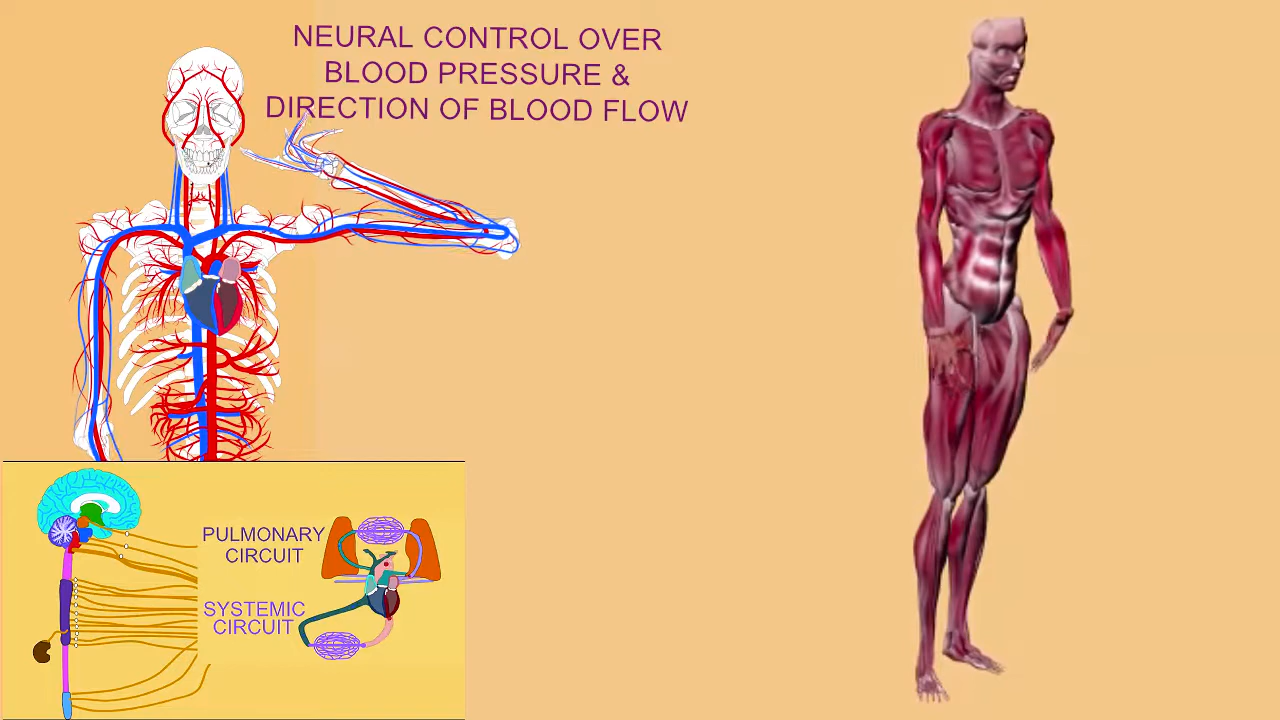 NEURAL CONTROL OVER
BLOOD PRESSURE &
DIRECTION OF BLOOD FLOW
PULMONARY
CIRCUIT
SYSTEMIC
CIRCUIT